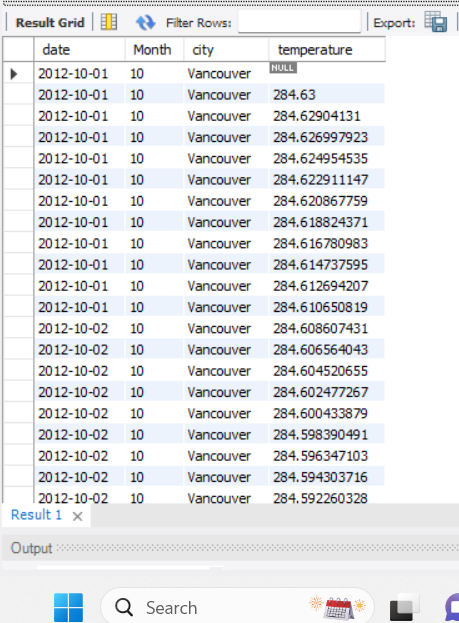 Result Grid Filter Rows: Export:
date Month city temperature
2012-10-01 10 Vancouver NULL
2012-10-01 10 Vancouver 284.63
2012-10-01 10 Vancouver 284.62904131
2012-10-01 10 Vancouver 284.626997923
2012-10-01 10 Vancouver 284.624954535
2012-10-01 10 Vancouver 284.622911147
2012-10-01 10 Vancouver 284.620867759
2012-10-01 10 Vancouver 284.618824371
2012-10-01 10 Vancouver 284.616780983
2012-10-01 10 Vancouver 284.614737595
2012-10-01 10 Vancouver 284.612694207
2012-10-01 10 Vancouver 284.610650819
2012-10-02 10 Vancouver 284.608607431
2012-10-02 10 Vancouver 284.606564043
2012-10-02 10 Vancouver 284.604520655
2012-10-02 10 Vancouver 284.602477267
2012-10-02 10 Vancouver 284.600433879
2012-10-02 10 Vancouver 284.598390491
2012-10-02 10 Vancouver 284.596347103
2012-10-02 10 Vancouver 284.594303716
2012-10-02 10 Vancouver 284.592260328
Result 1
Output
Search